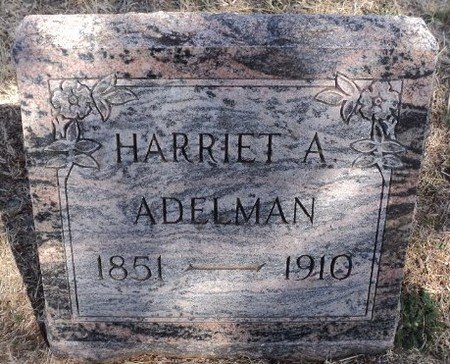 HARRIET A.
ADELMAN
1851 — 1910